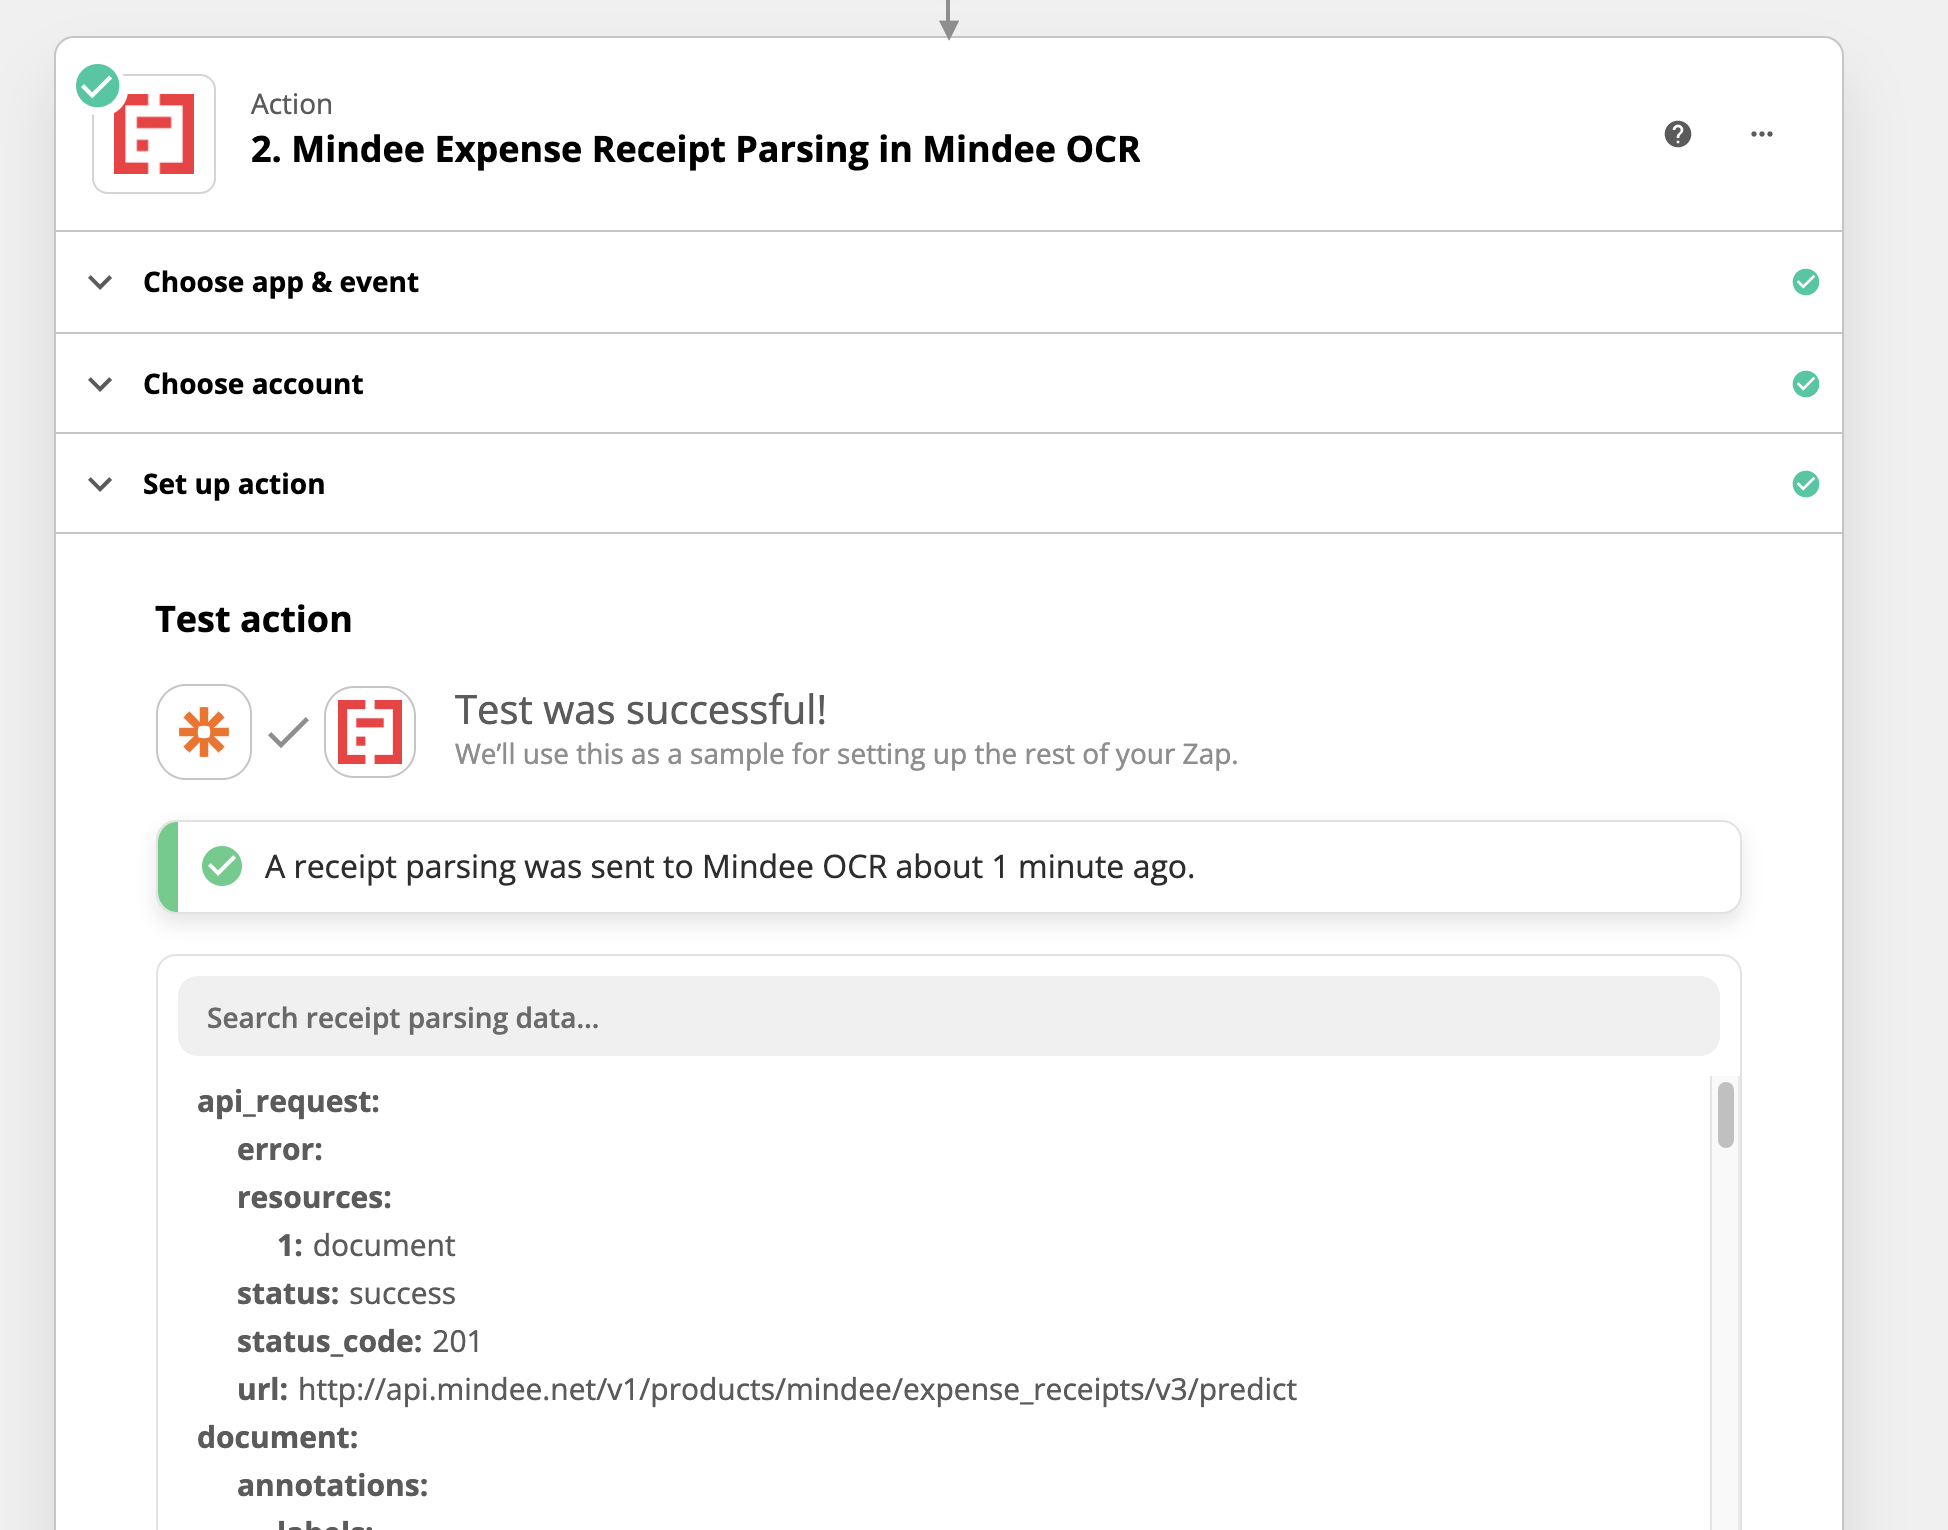 Action
2. Mindee Expense Receipt Parsing in Mindee OCR
Choose app & event
Choose account
Set up action
Test action
Test was successful!
We’ll use this as a sample for setting up the rest of your Zap.
A receipt parsing was sent to Mindee OCR about 1 minute ago.
Search receipt parsing data...
api_request:
error:
resources:
1: document
status: success
status_code: 201
url: http://api.mindee.net/v1/products/mindee/expense_receipts/v3/predict
document:
annotations:
labels: